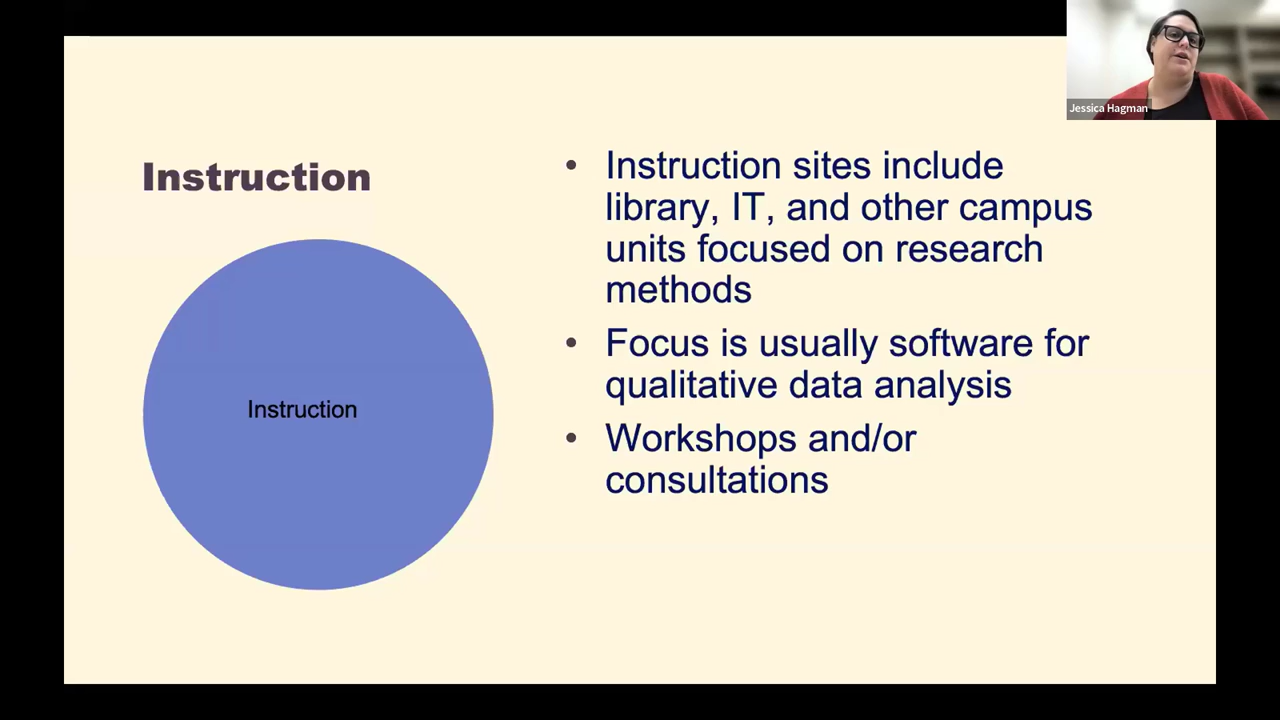 Jessica Hagman
Instruction
Instruction
• Instruction sites include
library, IT, and other campus
units focused on research
methods
• Focus is usually software for
qualitative data analysis
• Workshops and/or
consultations